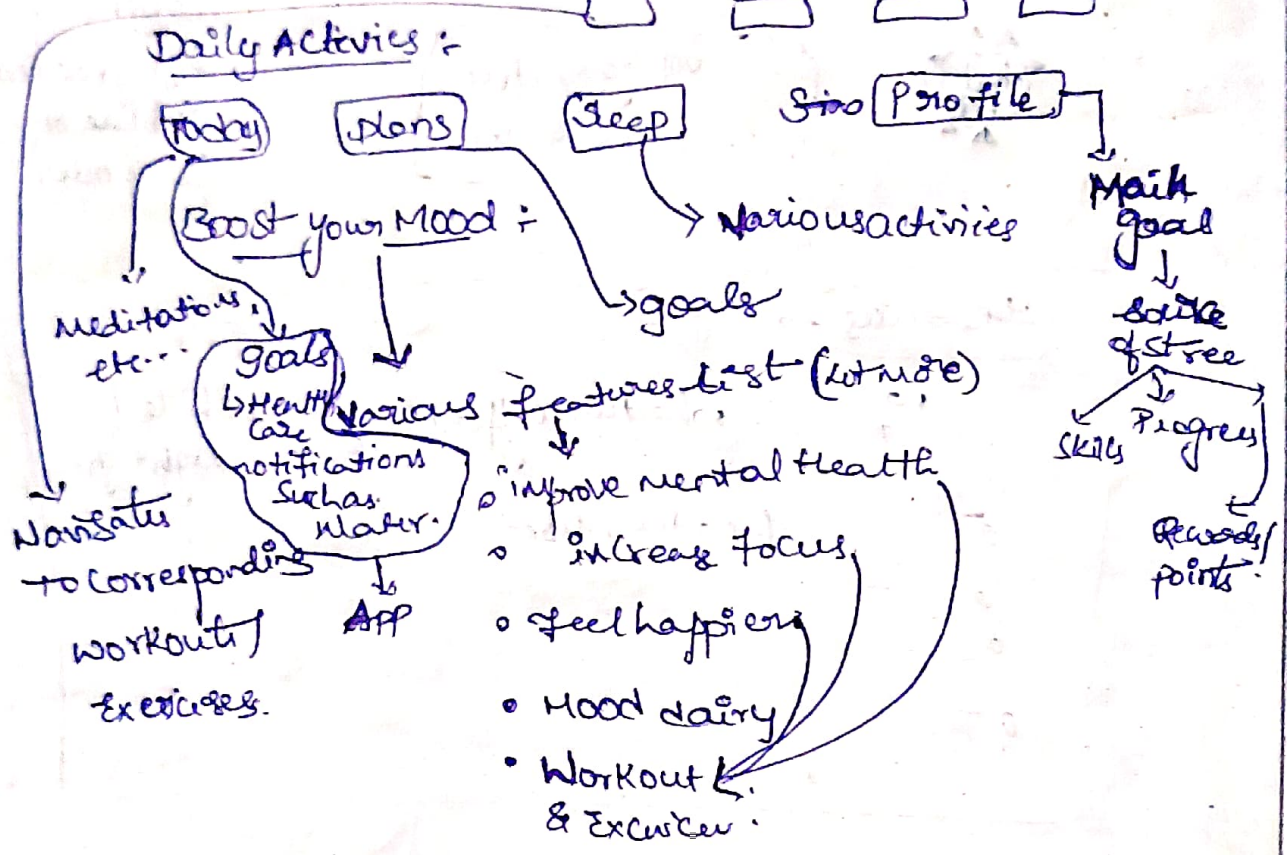 Daily Activies :-
Today
plans
Sleep
Profile
Main
goal
Boost your Mood :-
Various activities
Meditations,
etc...
goals
goals
of stree
Various features list (Lot more)
Skills
Progress
↳ Health
Care
notifications
Such as
Water.
• improve mental Health
• increase focus
• feel happier
• Mood dairy
• Workout
& Exercises.
Navigates
to corresponding
workouts/
Exercises.
App
Rewards/
points.